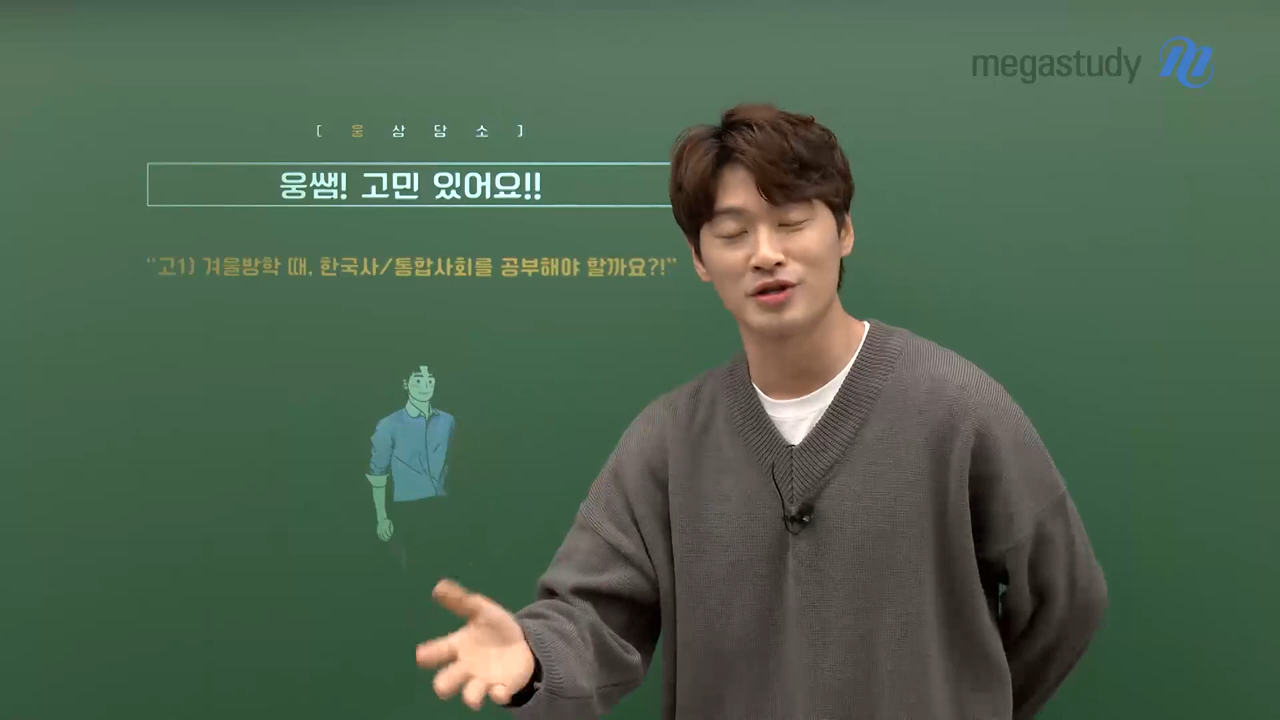 megastudy
[ 웅 상 담 소 ]
웅쌤! 고민 있어요!!
“고1) 겨울방학 때, 한국사/통합사회를 공부해야 할까요?!”